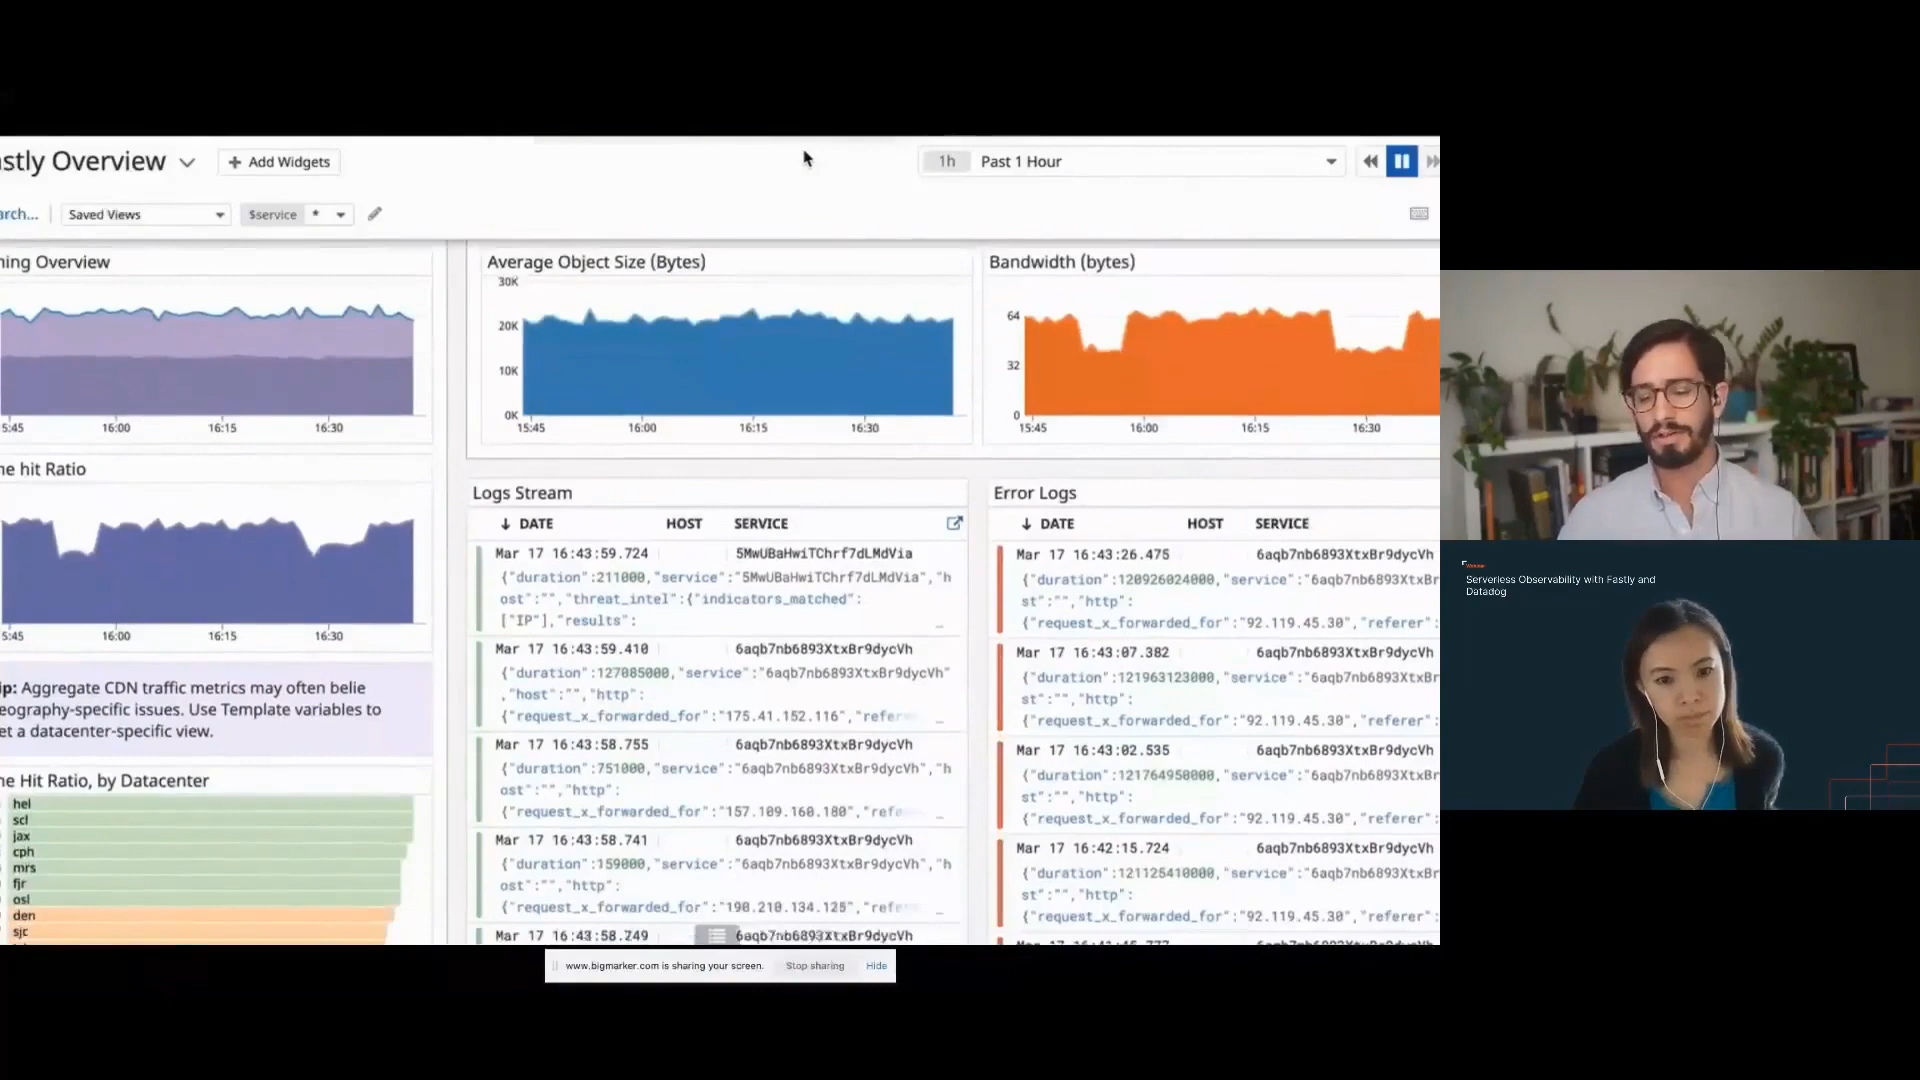 astly Overview
+ Add Widgets
1h Past 1 Hour
arch...
Saved Views
$service *
ning Overview
5:45 16:00 16:15 16:30
Average Object Size (Bytes)
30K
20K
10K
0K
15:45 16:00 16:15 16:30
Bandwidth (bytes)
64
32
0
15:45 16:00 16:15 16:30
he hit Ratio
5:45 16:00 16:15 16:30
ip: Aggregate CDN traffic metrics may often belie
eography-specific issues. Use Template variables to
et a datacenter-specific view.
he Hit Ratio, by Datacenter
hel
scl
jax
cph
mrs
fjr
osl
den
sjc
Logs Stream
↓ DATE HOST SERVICE
Mar 17 16:43:59.724 5MwUBaHwiTChrf7dLMdVia
{"duration":211000,"service":"5MwUBaHwiTChrf7dLMdVia","h
ost":"","threat_intel":{"indicators_matched":
["IP"],"results":
Mar 17 16:43:59.410 6aqb7nb6893XtxBr9dycVh
{"duration":127085000,"service":"6aqb7nb6893XtxBr9dycVh"
,"host":"","http":
{"request_x_forwarded_for":"175.41.152.116","refer
Mar 17 16:43:58.755 6aqb7nb6893XtxBr9dycVh
{"duration":751000,"service":"6aqb7nb6893XtxBr9dycVh","h
ost":"","http":
{"request_x_forwarded_for":"157.109.160.180","refe
Mar 17 16:43:58.741 6aqb7nb6893XtxBr9dycVh
{"duration":159000,"service":"6aqb7nb6893XtxBr9dycVh","h
ost":"","http":
{"request_x_forwarded_for":"190.210.134.125","refe
Mar 17 16:43:58.249 6aqb7nb6893XtxBr9dycVh
Error Logs
↓ DATE HOST SERVICE
Mar 17 16:43:26.475 6aqb7nb6893XtxBr9dycVh
{"duration":120926024000,"service":"6aqb7nb6893XtxBr
st":"","http":
{"request_x_forwarded_for":"92.119.45.30","referer":
Mar 17 16:43:07.382 6aqb7nb6893XtxBr9dycVh
{"duration":121963123000,"service":"6aqb7nb6893XtxBr
st":"","http":
{"request_x_forwarded_for":"92.119.45.30","referer":
Mar 17 16:43:02.535 6aqb7nb6893XtxBr9dycVh
{"duration":121764950000,"service":"6aqb7nb6893XtxBr
st":"","http":
{"request_x_forwarded_for":"92.119.45.30","referer":
Mar 17 16:42:15.724 6aqb7nb6893XtxBr9dycVh
{"duration":121125410000,"service":"6aqb7nb6893XtxBr
st":"","http":
{"request_x_forwarded_for":"92.119.45.30","referer":
www.bigmarker.com is sharing your screen. Stop sharing Hide
Serverless Observability with Fastly and
Datadog